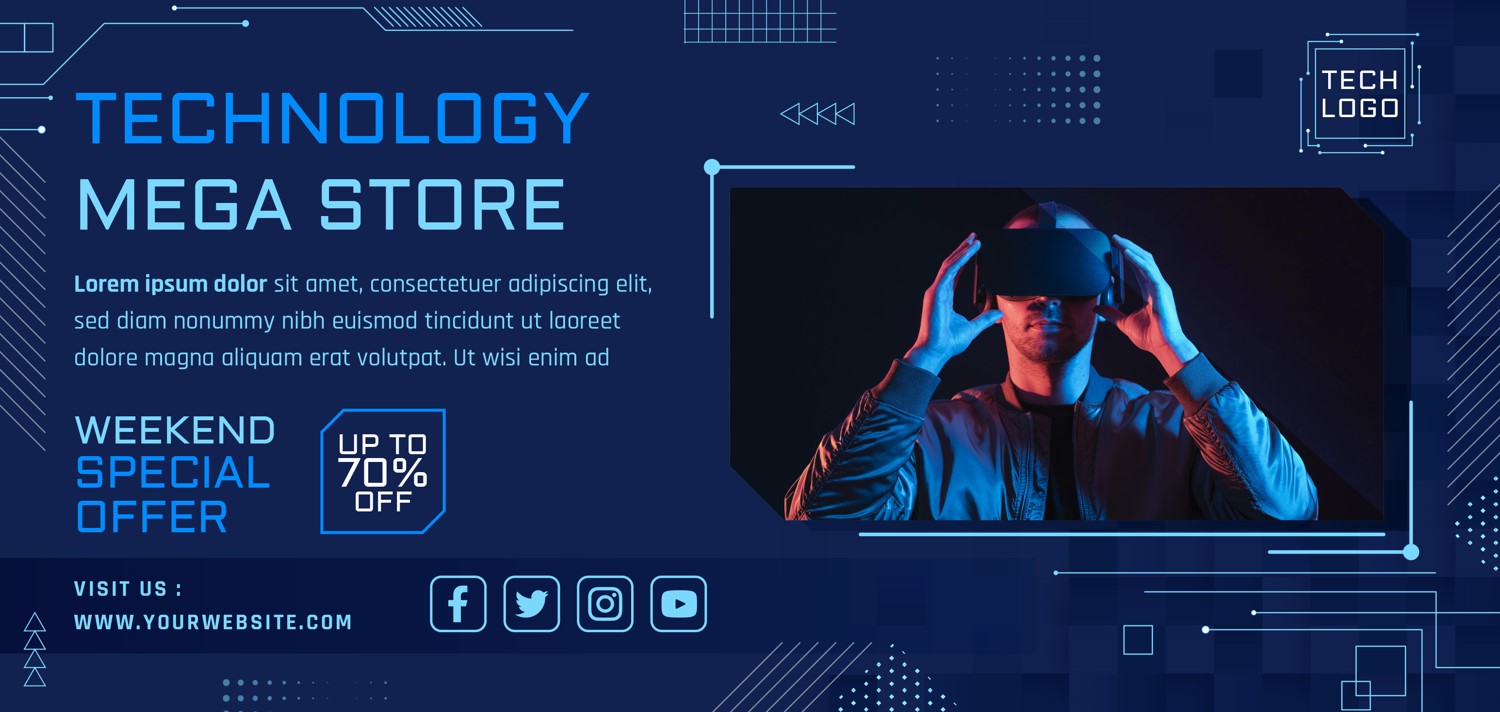 TECHNOLOGY
MEGA STORE
Lorem ipsum dolor sit amet, consectetuer adipiscing elit,
sed diam nonummy nibh euismod tincidunt ut laoreet
dolore magna aliquam erat volutpat. Ut wisi enim ad
WEEKEND
SPECIAL
OFFER
UP TO
70%
OFF
VISIT US :
WWW.YOURWEBSITE.COM
TECH
LOGO